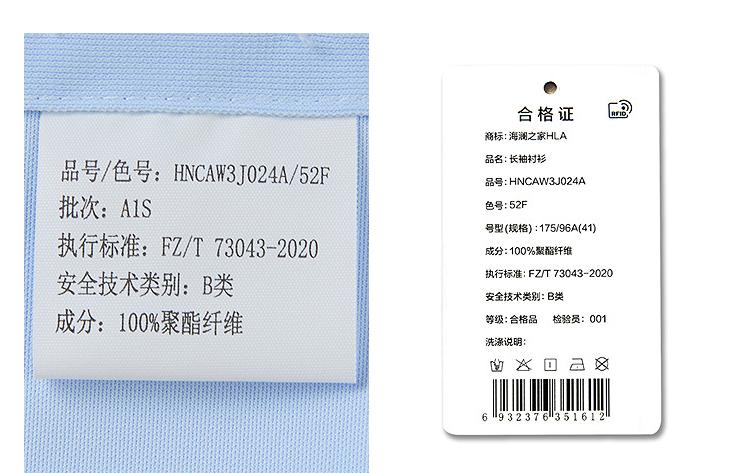 品号/色号: HNCAW3J024A/52F
批次: A1S
执行标准: FZ/T 73043-2020
安全技术类别: B类
成分: 100%聚酯纤维
合格证
RFID
商标: 海澜之家HLA
品名: 长袖衬衫
品号: HNCAW3J024A
色号: 52F
号型(规格): 175/96A(41)
成分: 100%聚酯纤维
执行标准: FZ/T 73043-2020
安全技术类别: B类
等级: 合格品 检验员: 001
洗涤说明:
6 932376 351612